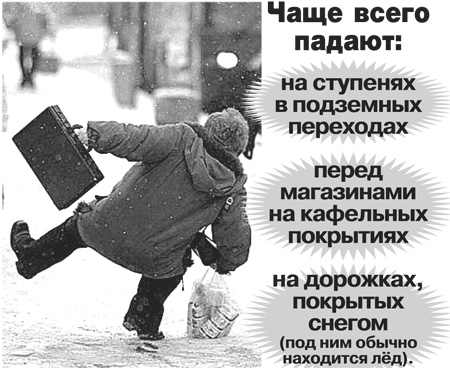 Чаще всего
падают:
на ступенях
в подземных
переходах
перед
магазинами
на кафельных
покрытиях
на дорожках,
покрытых
снегом
(под ним обычно
находится лёд).